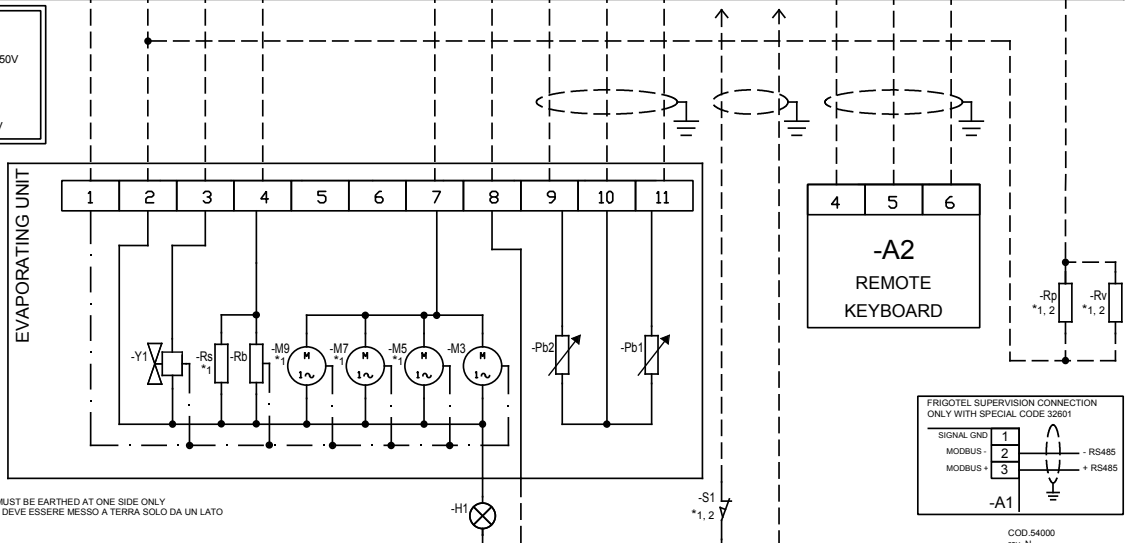 50V
V
EVAPORATING UNIT
1 2 3 4 5 6 7 8 9 10 11
4 5 6
-A2
REMOTE
KEYBOARD
-Rp
*1, 2
-Rv
*1, 2
-Y1
-Rs
*1
-Rb
-M9
*1
M
1~
-M7
*1
M
1~
-M5
*1
M
1~
-M3
M
1~
-Pb2
-Pb1
FRIGOTEL SUPERVISION CONNECTION
ONLY WITH SPECIAL CODE 32601
SIGNAL GND 1
MODBUS - 2 - RS485
MODBUS + 3 + RS485
-A1
MUST BE EARTHED AT ONE SIDE ONLY
DEVE ESSERE MESSO A TERRA SOLO DA UN LATO
-H1
-S1
*1, 2
COD.54000